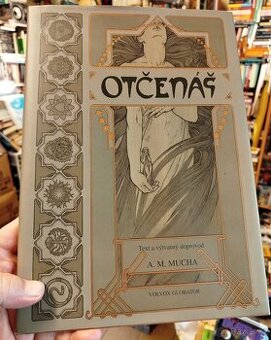 OTČENÁŠ
Text a výtvarný doprovod
A. M. MUCHA
VOLVOX GLOBATOR